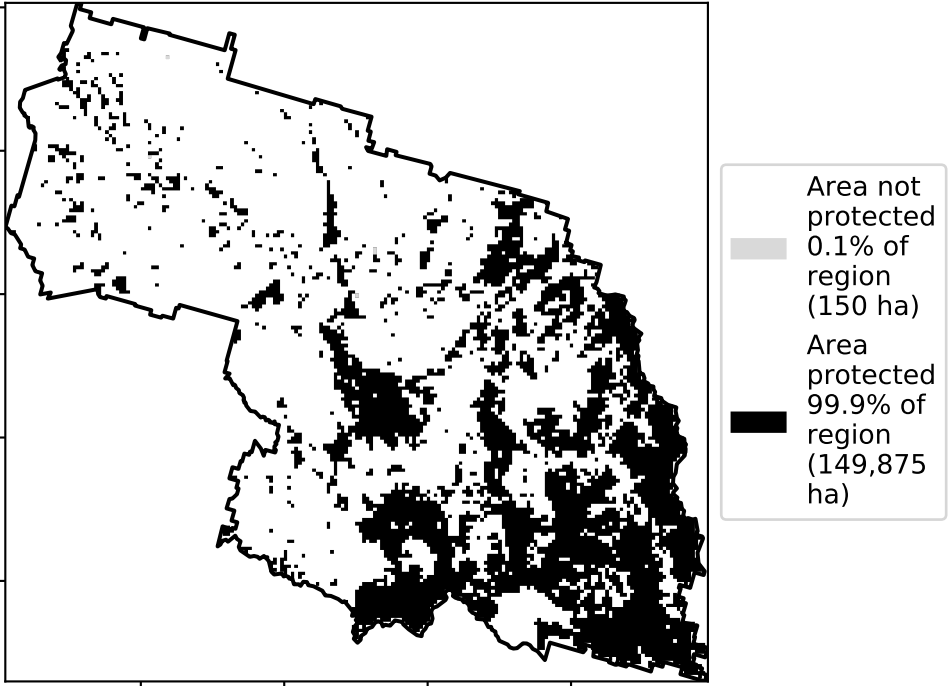 Area not
protected
0.1% of
region
(150 ha)
Area
protected
99.9% of
region
(149,875
ha)